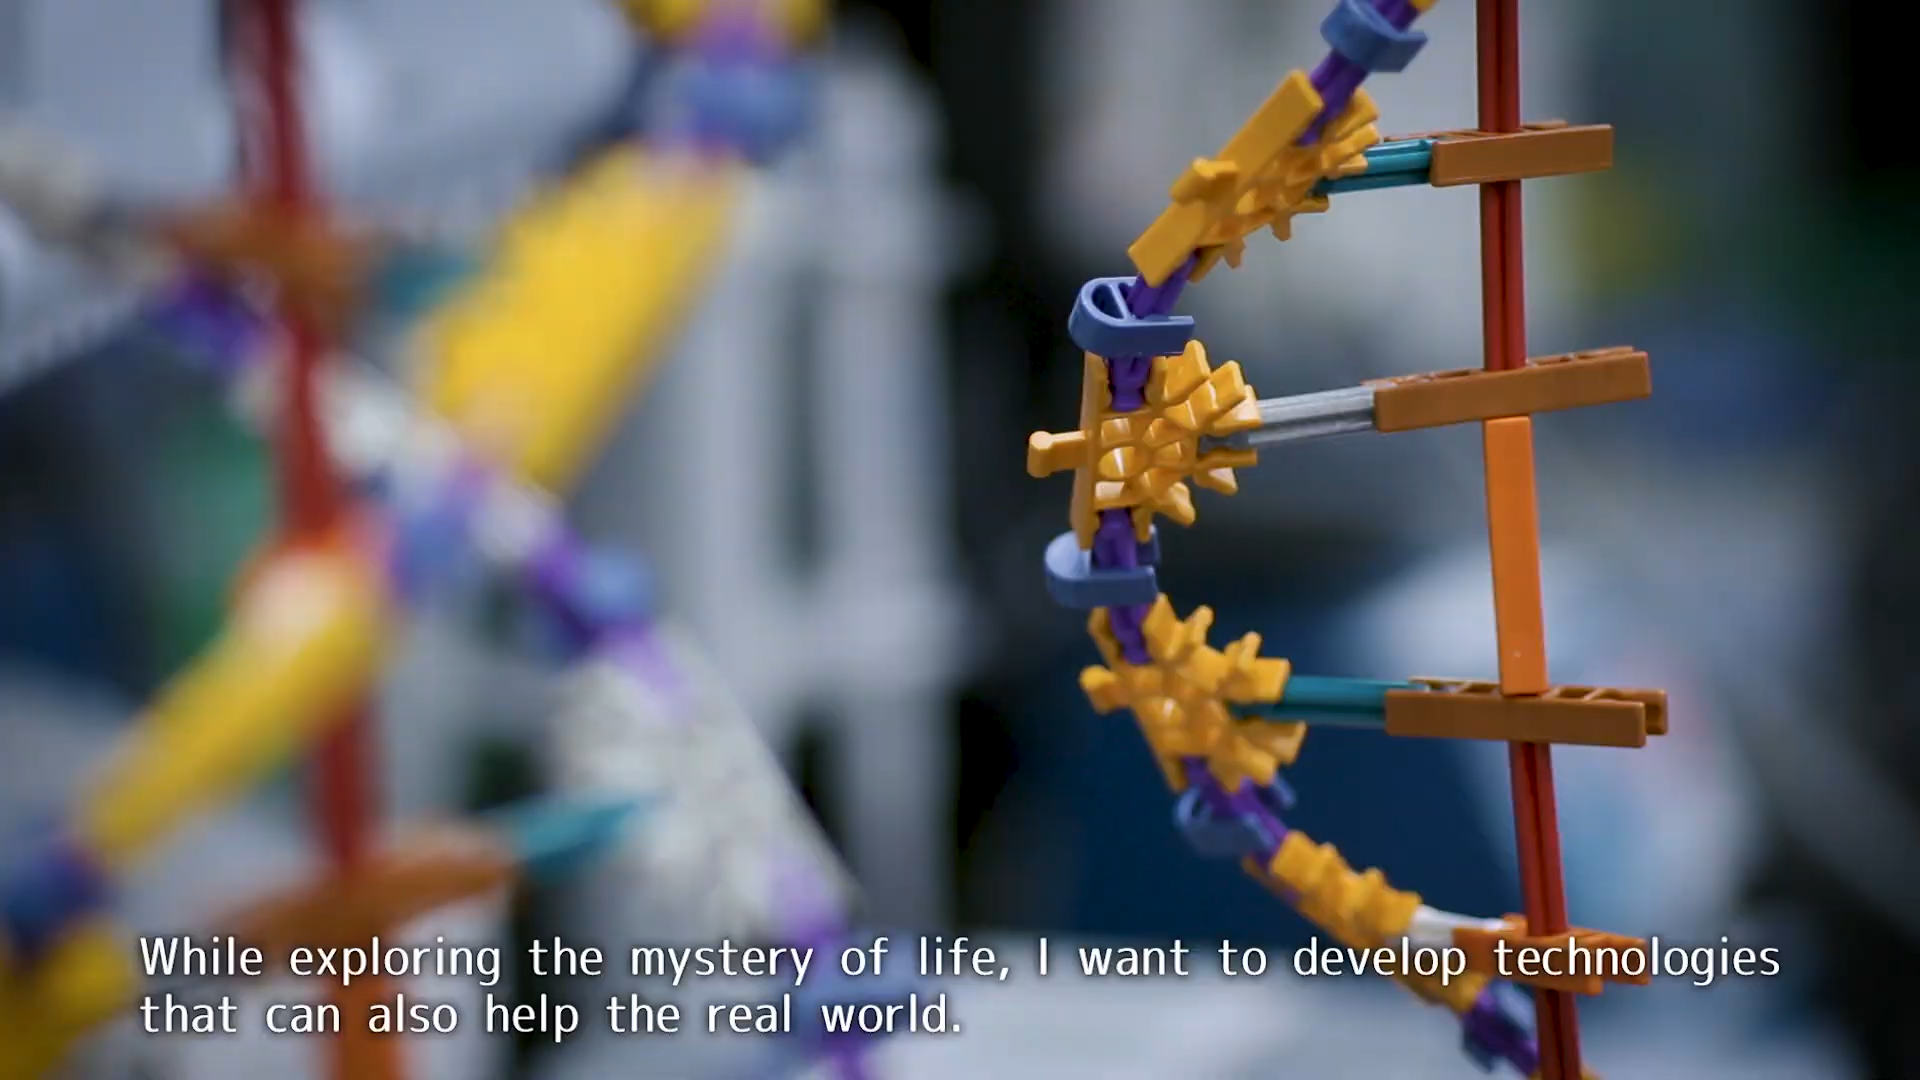 While exploring the mystery of life, I want to develop technologies
that can also help the real world.